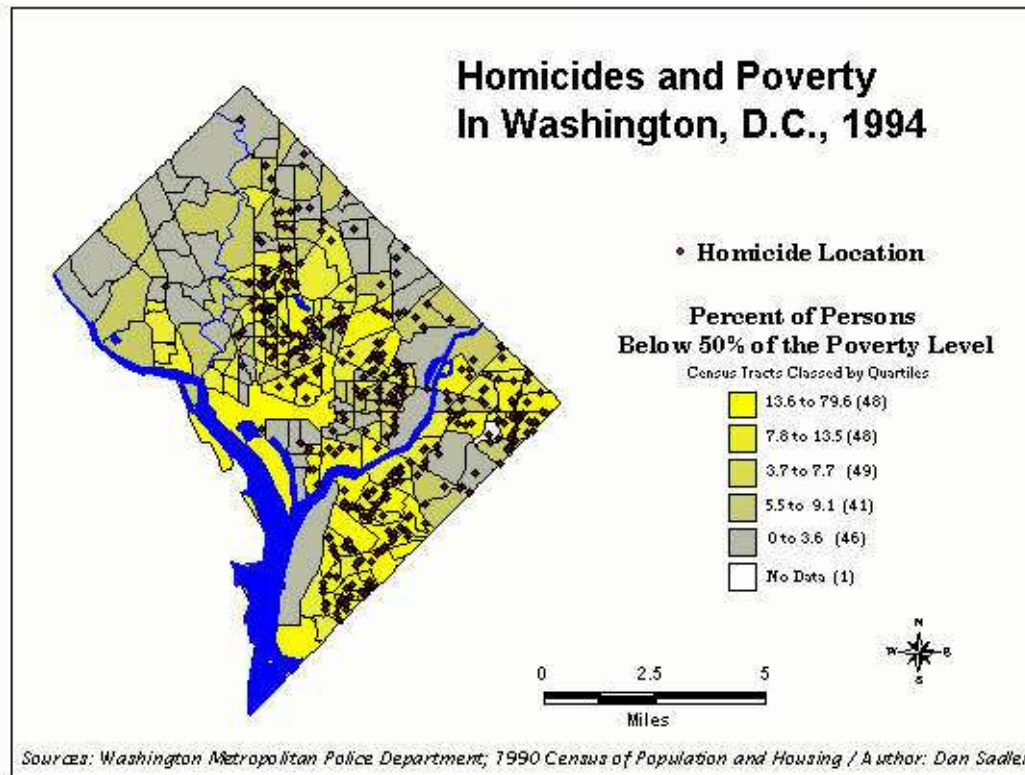 Homicides and Poverty
In Washington, D.C., 1994
Homicide Location
Percent of Persons
Below 50% of the Poverty Level
Census Tracts Classed by Quartiles
13.6 to 79.6 (48)
7.8 to 13.5 (48)
3.7 to 7.7 (49)
5.5 to 9.1 (41)
0 to 3.6 (46)
No Data (1)
N
W E
S
0 2.5 5
Miles
Sources: Washington Metropolitan Police Department; 1990 Census of Population and Housing / Author: Dan Sadler